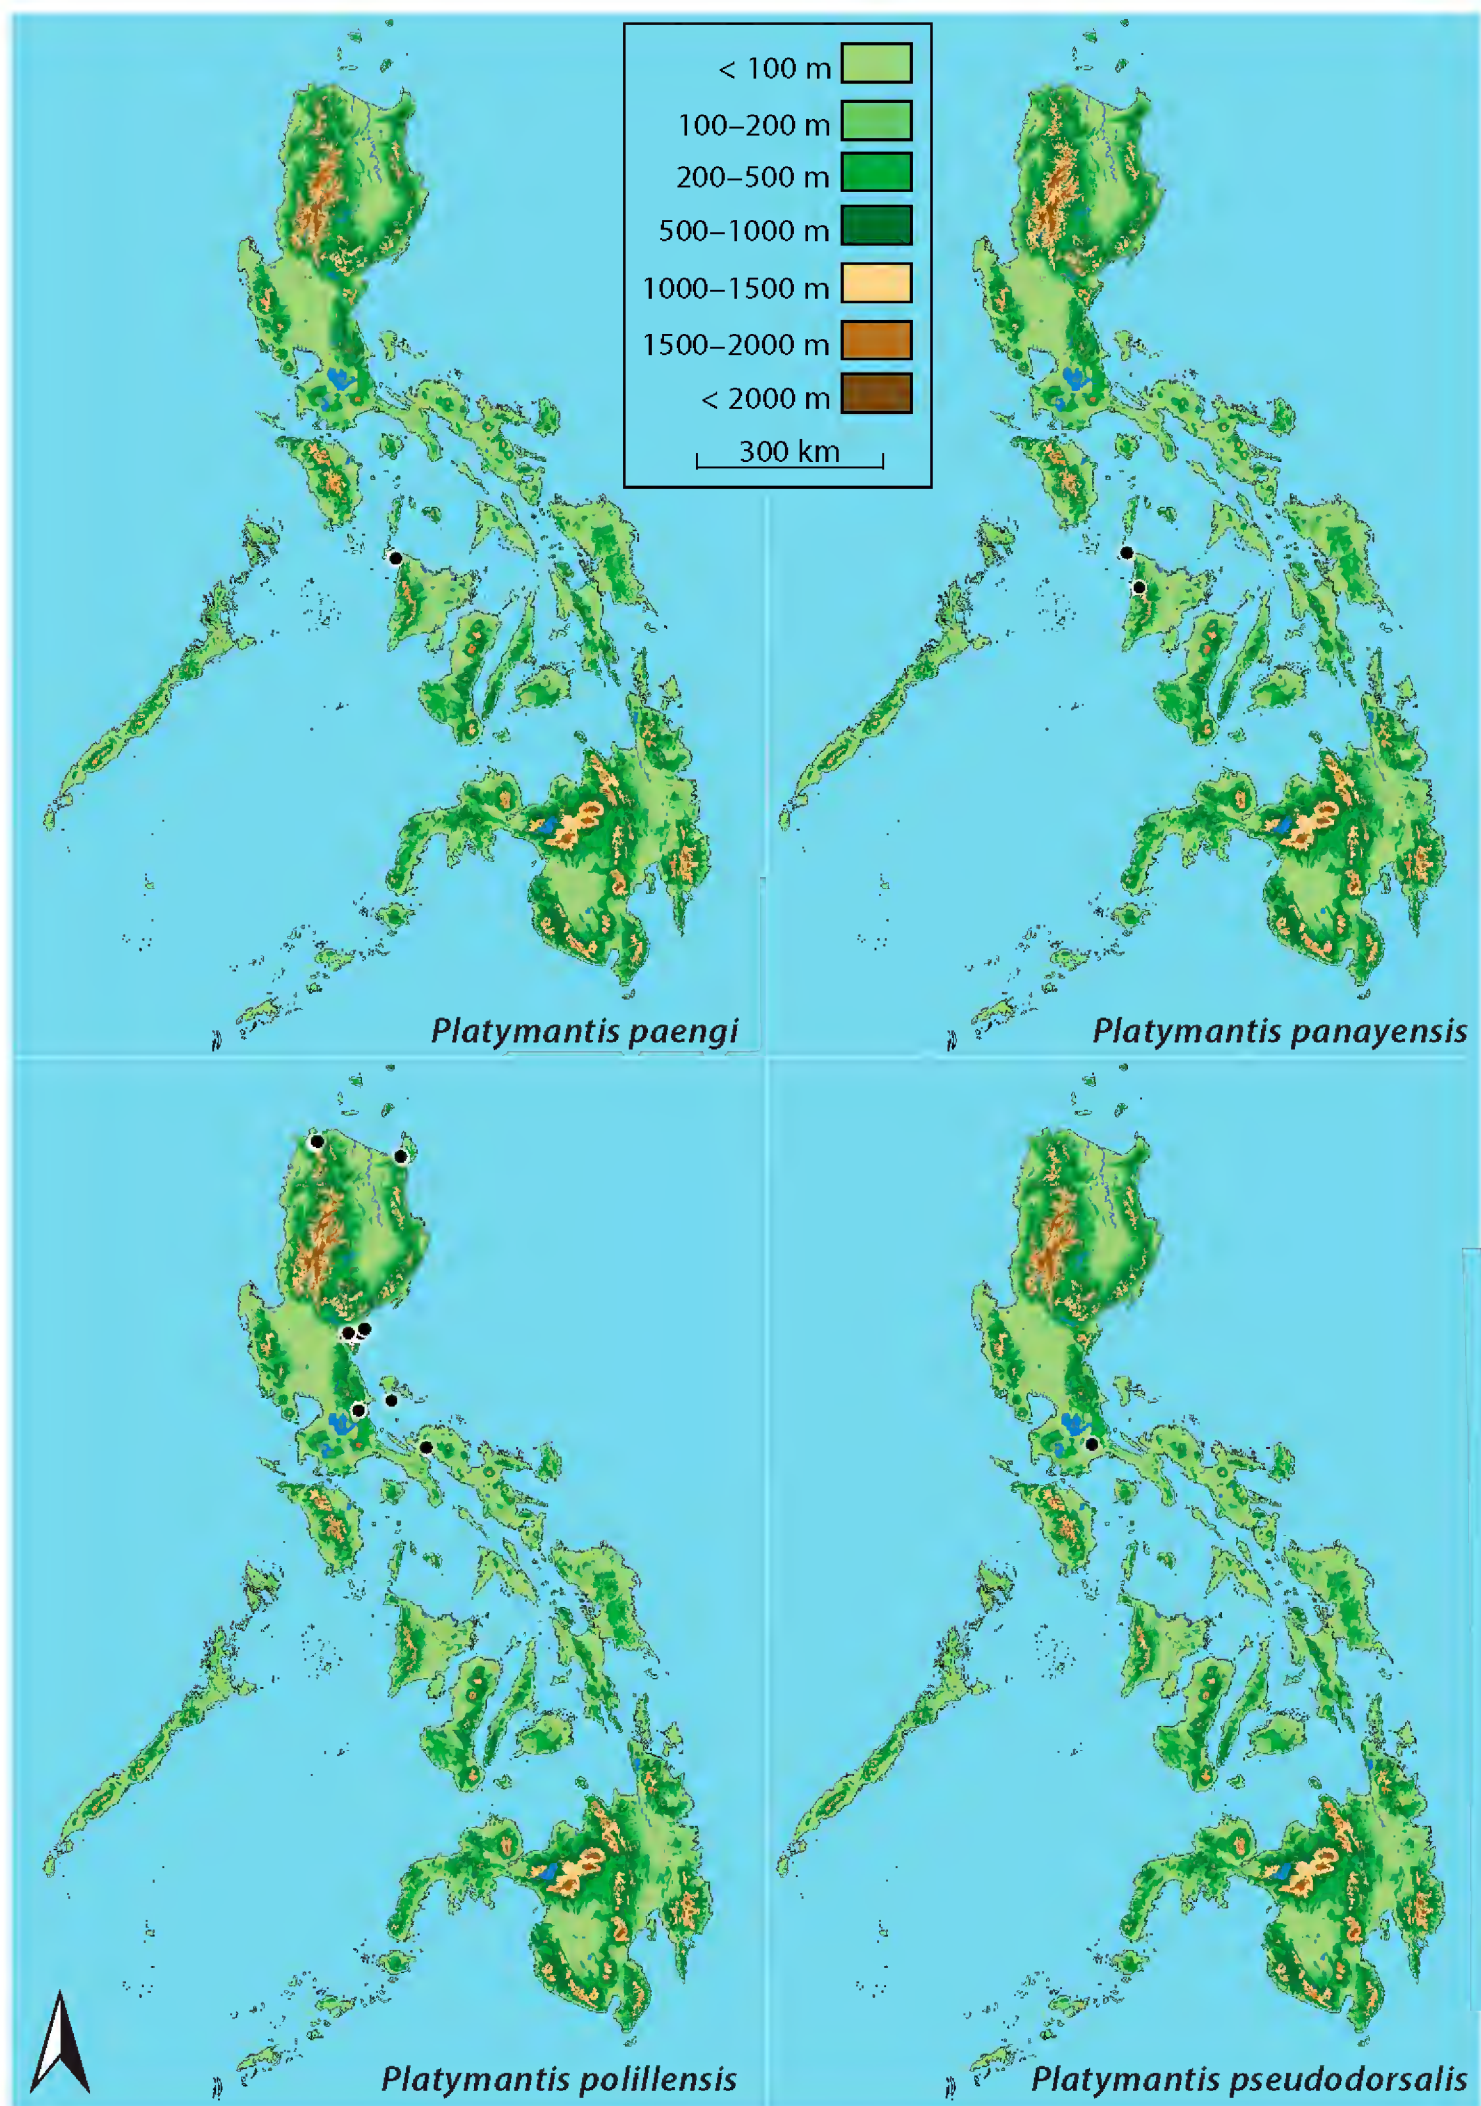 < 100 m
100–200 m
200–500 m
500–1000 m
1000–1500 m
1500–2000 m
< 2000 m
300 km
Platymantis paengi
Platymantis panayensis
Platymantis polillensis
Platymantis pseudodorsalis